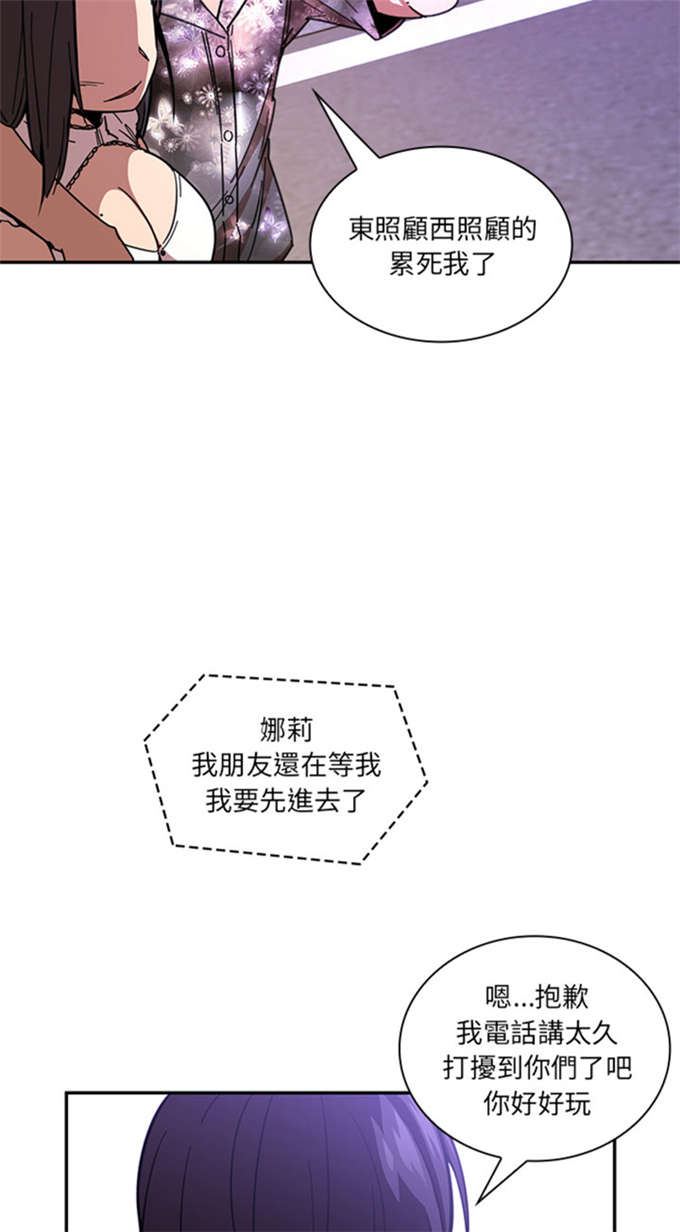 東照顧西照顧的
累死我了
娜莉
我朋友還在等我
我要先進去了
嗯...抱歉
我電話講太久
打擾到你們了吧
你好好玩